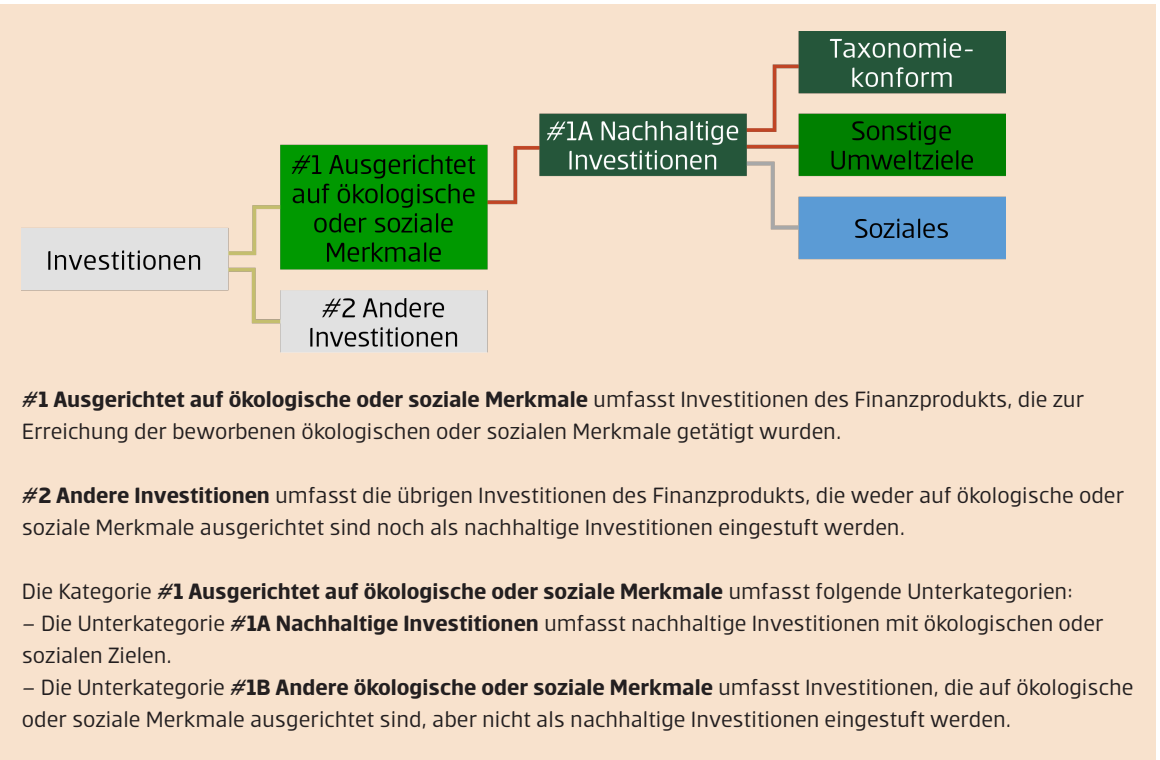 Taxonomie-
konform
#1A Nachhaltige
Investitionen
Sonstige
Umweltziele
#1 Ausgerichtet
auf ökologische
oder soziale
Merkmale
Soziales
Investitionen
#2 Andere
Investitionen
#1 Ausgerichtet auf ökologische oder soziale Merkmale umfasst Investitionen des Finanzprodukts, die zur
Erreichung der beworbenen ökologischen oder sozialen Merkmale getätigt wurden.
#2 Andere Investitionen umfasst die übrigen Investitionen des Finanzprodukts, die weder auf ökologische oder
soziale Merkmale ausgerichtet sind noch als nachhaltige Investitionen eingestuft werden.
Die Kategorie #1 Ausgerichtet auf ökologische oder soziale Merkmale umfasst folgende Unterkategorien:
– Die Unterkategorie #1A Nachhaltige Investitionen umfasst nachhaltige Investitionen mit ökologischen oder
sozialen Zielen.
– Die Unterkategorie #1B Andere ökologische oder soziale Merkmale umfasst Investitionen, die auf ökologische
oder soziale Merkmale ausgerichtet sind, aber nicht als nachhaltige Investitionen eingestuft werden.